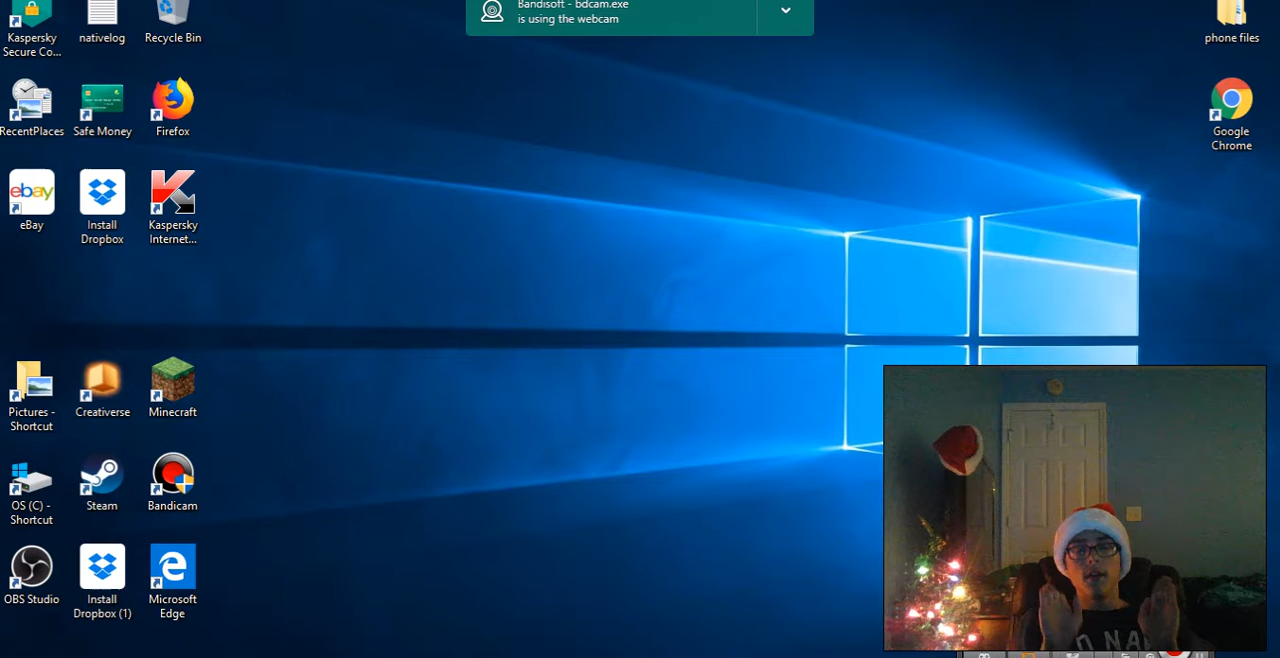 Kaspersky
Secure Co...
nativelog
Recycle Bin
Bandisoft - bdcam.exe
is using the webcam
phone files
RecentPlaces
Safe Money
Firefox
Google
Chrome
ebay
eBay
Install
Dropbox
Kaspersky
Internet...
Pictures -
Shortcut
Creativerse
Minecraft
OS (C) -
Shortcut
Steam
Bandicam
OBS Studio
Install
Dropbox (1)
Microsoft
Edge